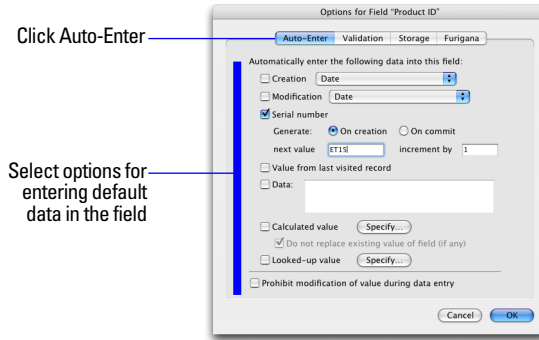 Options for Field “Product ID”
Click Auto-Enter
Auto-Enter Validation Storage Furigana
Automatically enter the following data into this field:
Creation Date
Modification Date
Serial number
Generate: On creation On commit
next value ET15 increment by 1
Value from last visited record
Data:
Select options for
entering default
data in the field
Calculated value Specify...
Do not replace existing value of field (if any)
Looked-up value Specify...
Prohibit modification of value during data entry
Cancel OK